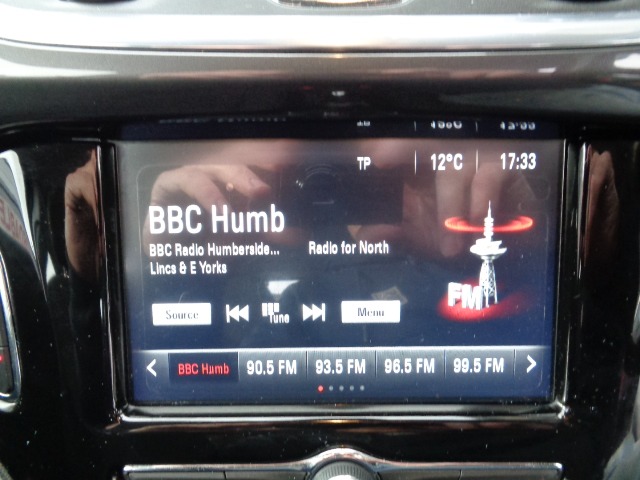 TP 12°C 17:33
BBC Humb
BBC Radio Humberside... Radio for North
Lincs & E Yorks
FM
Source Tune Menu
BBC Humb 90.5 FM 93.5 FM 96.5 FM 99.5 FM